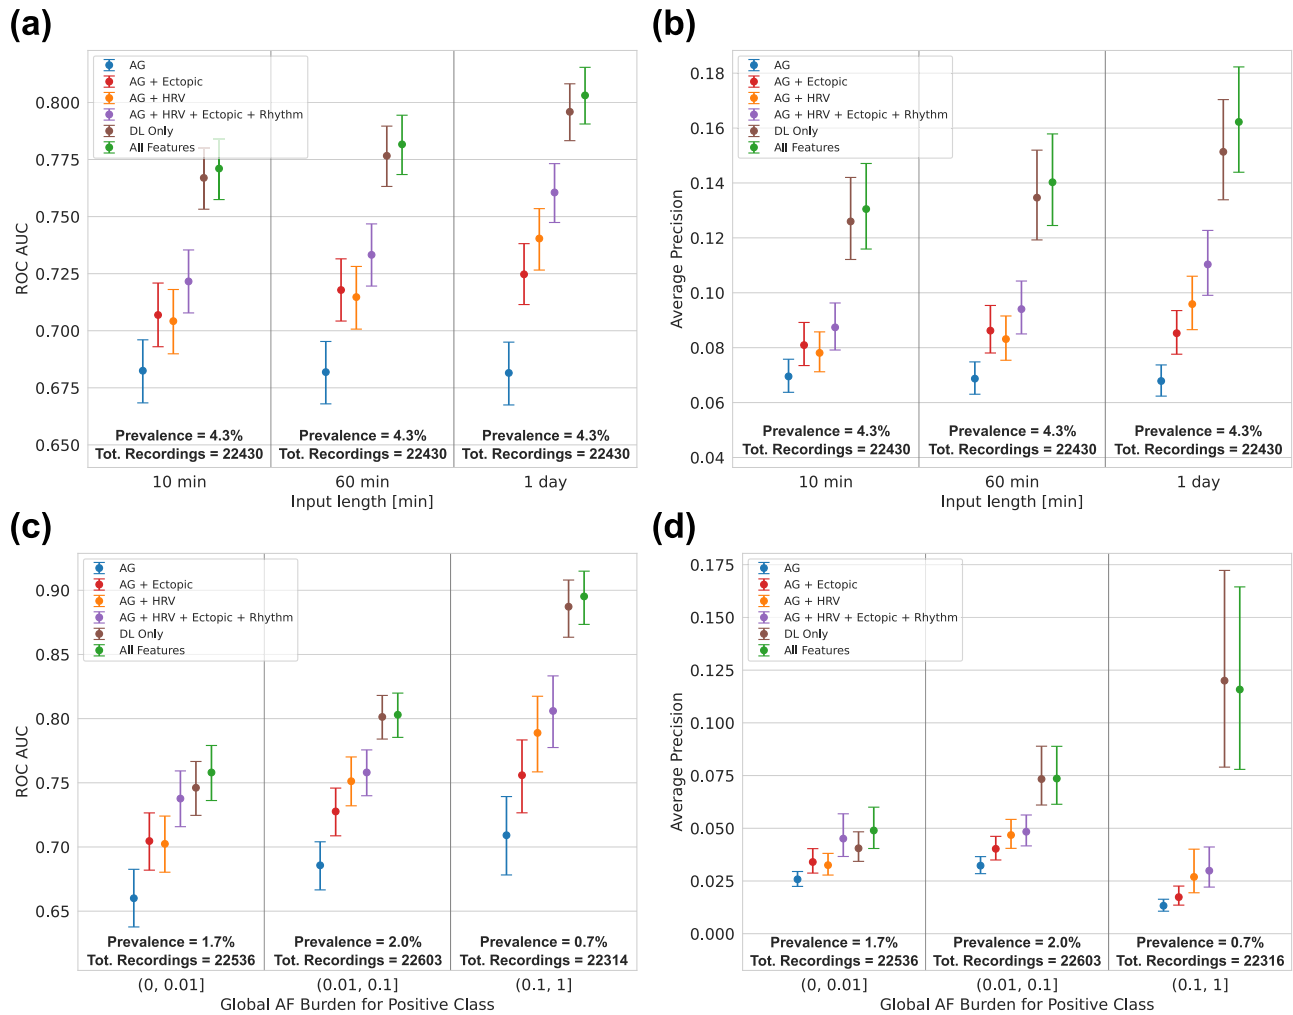 (a)
ROC AUC
0.800
0.775
0.750
0.725
0.700
0.675
0.650
AG
AG + Ectopic
AG + HRV
AG + HRV + Ectopic + Rhythm
DL Only
All Features
Prevalence = 4.3%
Tot. Recordings = 22430
Prevalence = 4.3%
Tot. Recordings = 22430
Prevalence = 4.3%
Tot. Recordings = 22430
10 min
60 min
1 day
Input length [min]
(b)
Average Precision
0.18
0.16
0.14
0.12
0.10
0.08
0.06
0.04
AG
AG + Ectopic
AG + HRV
AG + HRV + Ectopic + Rhythm
DL Only
All Features
Prevalence = 4.3%
Tot. Recordings = 22430
Prevalence = 4.3%
Tot. Recordings = 22430
Prevalence = 4.3%
Tot. Recordings = 22430
10 min
60 min
1 day
Input length [min]
(c)
ROC AUC
0.90
0.85
0.80
0.75
0.70
0.65
AG
AG + Ectopic
AG + HRV
AG + HRV + Ectopic + Rhythm
DL Only
All Features
Prevalence = 1.7%
Tot. Recordings = 22536
Prevalence = 2.0%
Tot. Recordings = 22603
Prevalence = 0.7%
Tot. Recordings = 22314
(0, 0.01]
(0.01, 0.1]
(0.1, 1]
Global AF Burden for Positive Class
(d)
Average Precision
0.175
0.150
0.125
0.100
0.075
0.050
0.025
0.000
AG
AG + Ectopic
AG + HRV
AG + HRV + Ectopic + Rhythm
DL Only
All Features
Prevalence = 1.7%
Tot. Recordings = 22536
Prevalence = 2.0%
Tot. Recordings = 22603
Prevalence = 0.7%
Tot. Recordings = 22316
(0, 0.01]
(0.01, 0.1]
(0.1, 1]
Global AF Burden for Positive Class